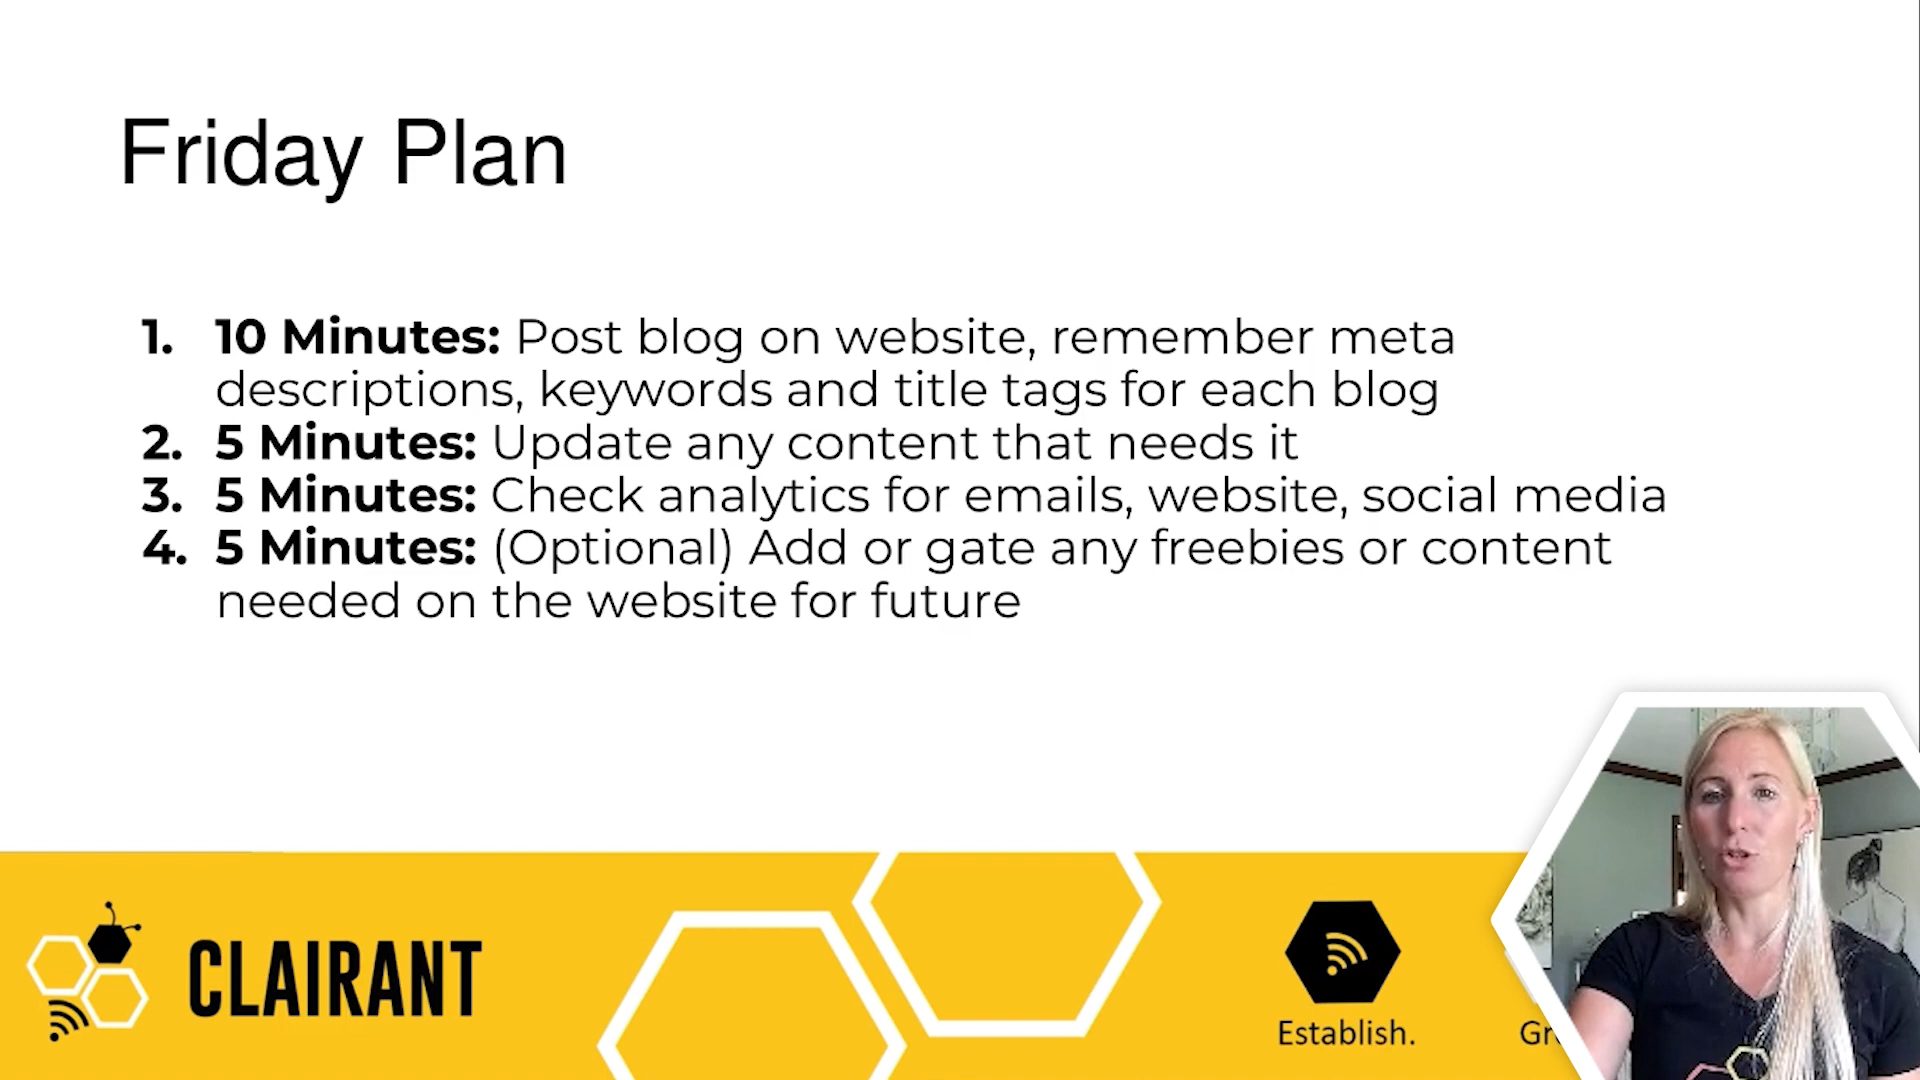 Friday Plan
1. 10 Minutes: Post blog on website, remember meta
descriptions, keywords and title tags for each blog
2. 5 Minutes: Update any content that needs it
3. 5 Minutes: Check analytics for emails, website, social media
4. 5 Minutes: (Optional) Add or gate any freebies or content
needed on the website for future
CLAIRANT
Establish.